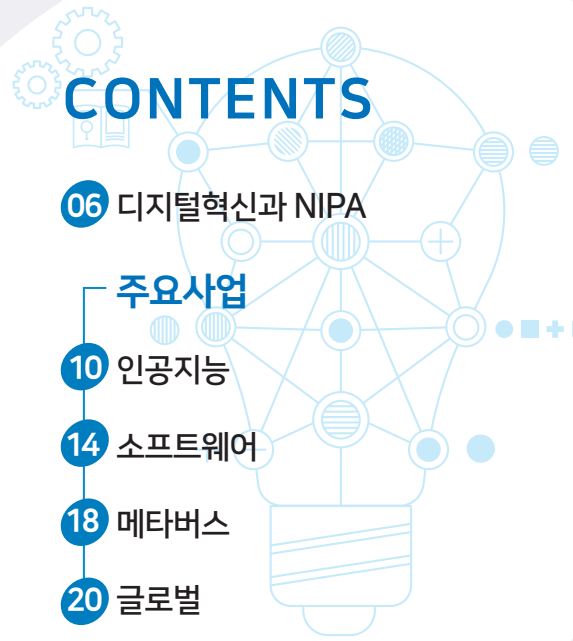 CONTENTS
06 디지털혁신과 NIPA
주요사업
10 인공지능
14 소프트웨어
18 메타버스
20 글로벌